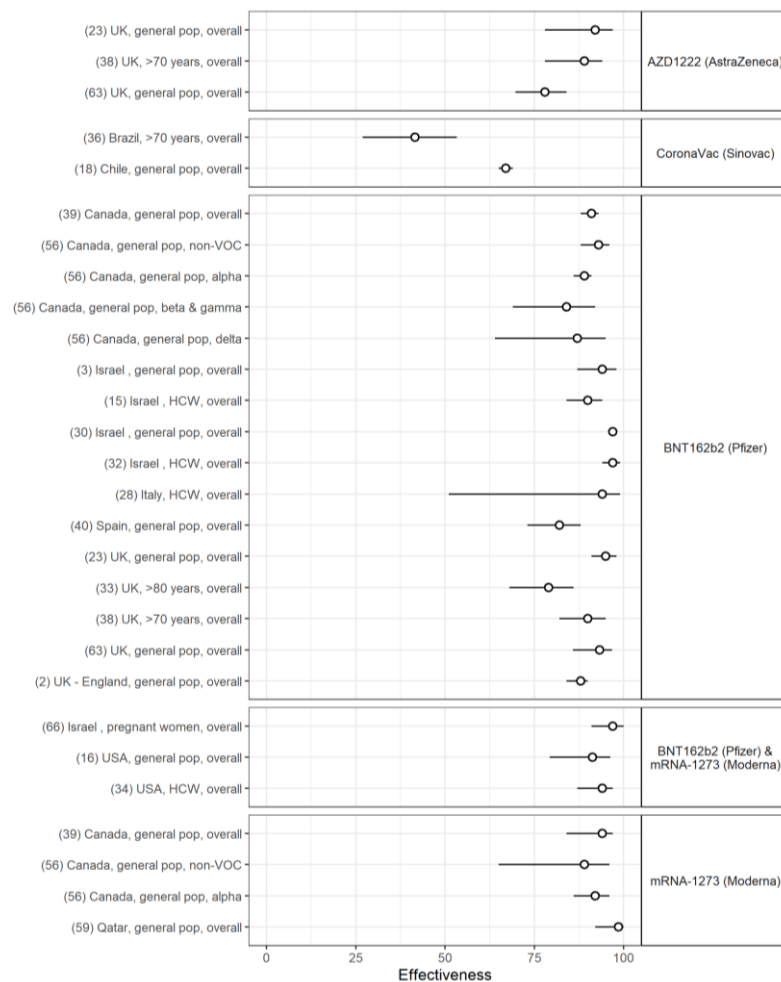 (23) UK, general pop, overall
(38) UK, >70 years, overall
(63) UK, general pop, overall
AZD1222 (AstraZeneca)
(36) Brazil, >70 years, overall
(18) Chile, general pop, overall
CoronaVac (Sinovac)
(39) Canada, general pop, overall
(56) Canada, general pop, non-VOC
(56) Canada, general pop, alpha
(56) Canada, general pop, beta & gamma
(56) Canada, general pop, delta
(3) Israel , general pop, overall
(15) Israel , HCW, overall
(30) Israel , general pop, overall
(32) Israel , HCW, overall
(28) Italy, HCW, overall
(40) Spain, general pop, overall
(23) UK, general pop, overall
(33) UK, >80 years, overall
(38) UK, >70 years, overall
(63) UK, general pop, overall
(2) UK - England, general pop, overall
BNT162b2 (Pfizer)
(66) Israel , pregnant women, overall
(16) USA, general pop, overall
(34) USA, HCW, overall
BNT162b2 (Pfizer) &
mRNA-1273 (Moderna)
(39) Canada, general pop, overall
(56) Canada, general pop, non-VOC
(56) Canada, general pop, alpha
(59) Qatar, general pop, overall
mRNA-1273 (Moderna)
0 25 50 75 100
Effectiveness